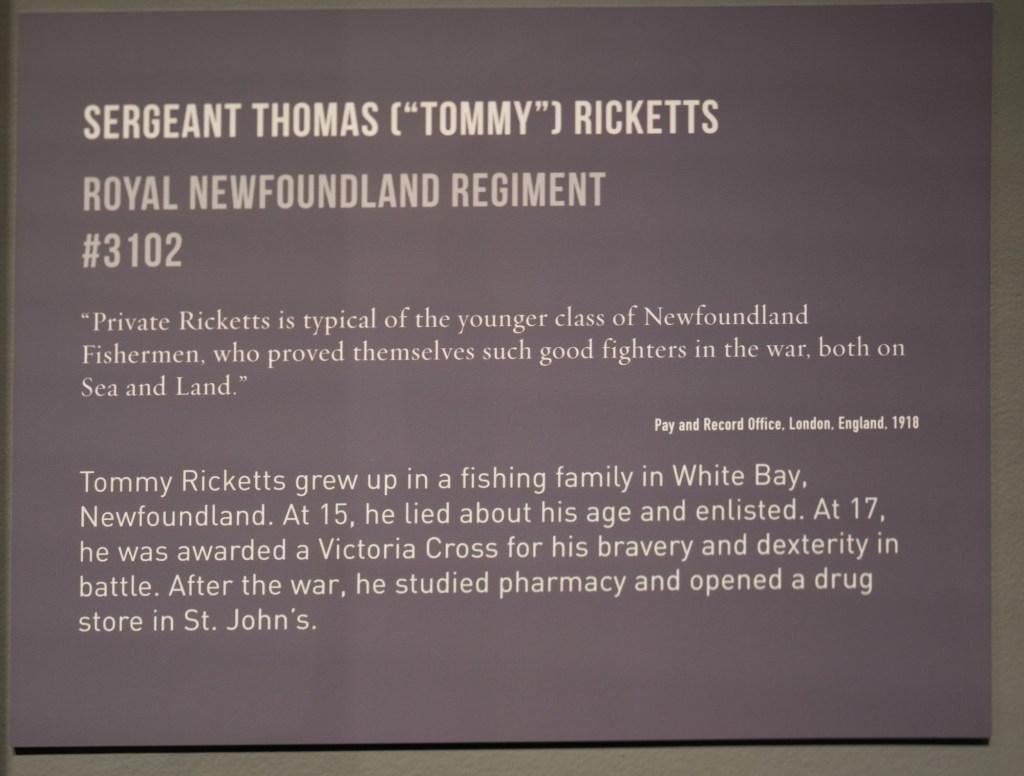 SERGEANT THOMAS (“TOMMY”) RICKETTS
ROYAL NEWFOUNDLAND REGIMENT
#3102
“Private Ricketts is typical of the younger class of Newfoundland
Fishermen, who proved themselves such good fighters in the war, both on
Sea and Land.”
Pay and Record Office, London, England, 1918
Tommy Ricketts grew up in a fishing family in White Bay,
Newfoundland. At 15, he lied about his age and enlisted. At 17,
he was awarded a Victoria Cross for his bravery and dexterity in
battle. After the war, he studied pharmacy and opened a drug
store in St. John’s.